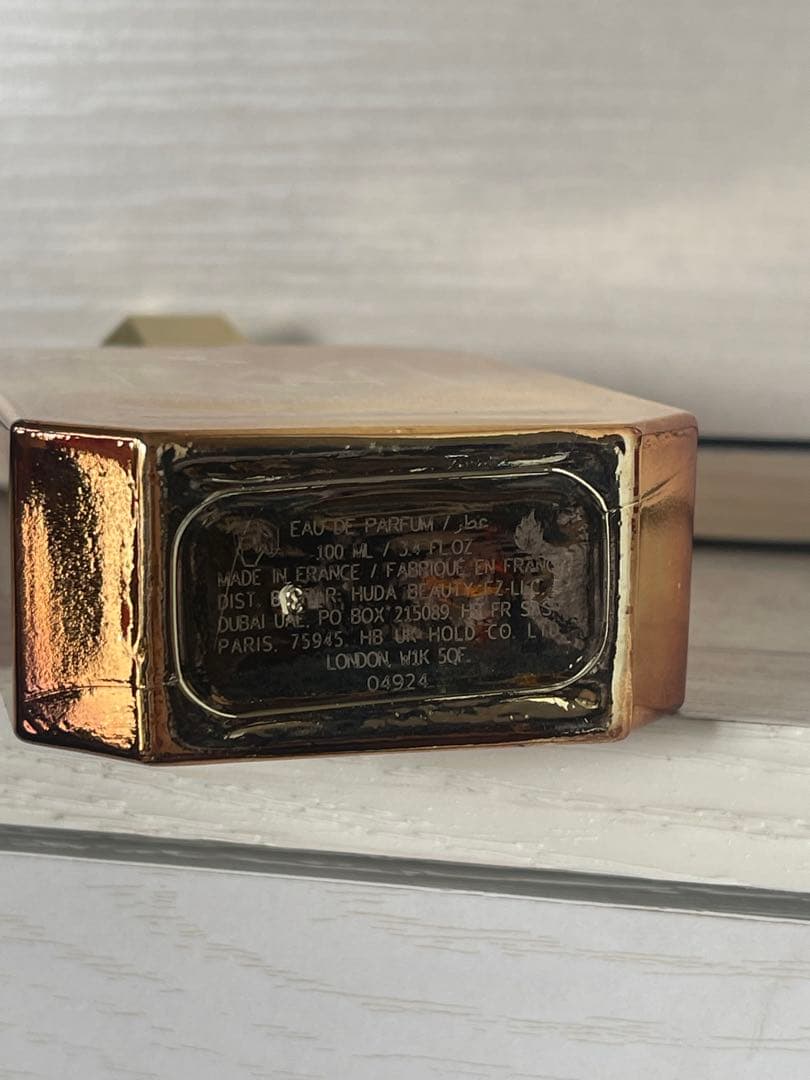 EAU DE PARFUM / عطر
100 ML / 3.4 FL.OZ
MADE IN FRANCE / FABRIQUÉ EN FRANCE
DIST. BY/PAR: HUDA BEAUTY FZ-LLC,
DUBAI UAE, PO BOX 215089, HB FR SAS
PARIS, 75945, HB UK HOLD CO. LTD
LONDON, W1K 5QF.
04924